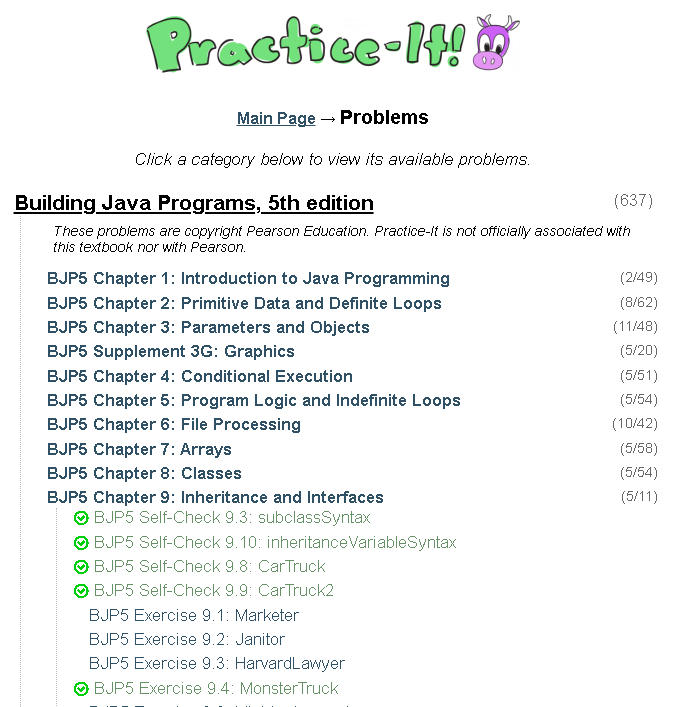 Practice-It!
Main Page → Problems
Click a category below to view its available problems.
Building Java Programs, 5th edition (637)
These problems are copyright Pearson Education. Practice-It is not officially associated with
this textbook nor with Pearson.
BJP5 Chapter 1: Introduction to Java Programming (2/49)
BJP5 Chapter 2: Primitive Data and Definite Loops (8/62)
BJP5 Chapter 3: Parameters and Objects (11/48)
BJP5 Supplement 3G: Graphics (5/20)
BJP5 Chapter 4: Conditional Execution (5/51)
BJP5 Chapter 5: Program Logic and Indefinite Loops (5/54)
BJP5 Chapter 6: File Processing (10/42)
BJP5 Chapter 7: Arrays (5/58)
BJP5 Chapter 8: Classes (5/54)
BJP5 Chapter 9: Inheritance and Interfaces (5/11)
BJP5 Self-Check 9.3: subclassSyntax
BJP5 Self-Check 9.10: inheritanceVariableSyntax
BJP5 Self-Check 9.8: CarTruck
BJP5 Self-Check 9.9: CarTruck2
BJP5 Exercise 9.1: Marketer
BJP5 Exercise 9.2: Janitor
BJP5 Exercise 9.3: HarvardLawyer
BJP5 Exercise 9.4: MonsterTruck